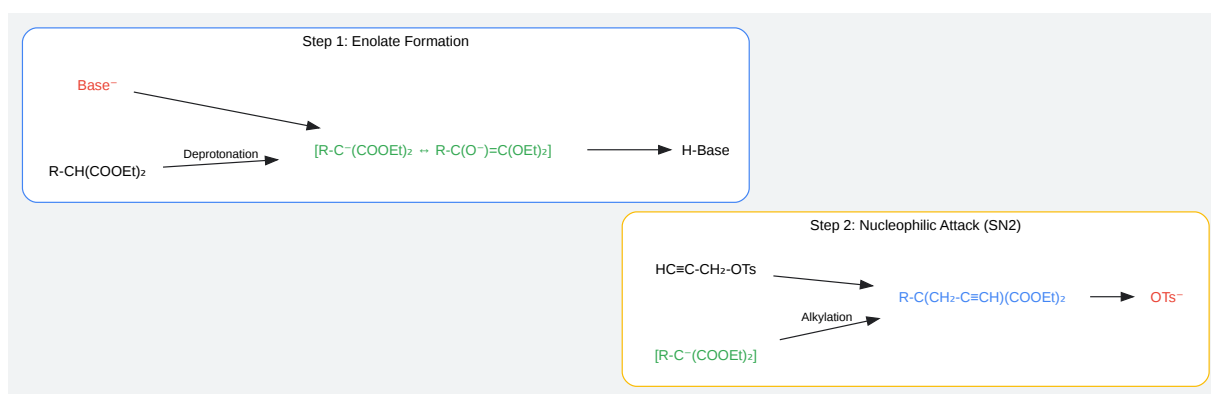 Step 1: Enolate Formation
Base⁻
Deprotonation
R-CH(COOEt)₂
[R-C⁻(COOEt)₂ ↔ R-C(O⁻)=C(OEt)₂]
H-Base
Step 2: Nucleophilic Attack (SN2)
HC≡C-CH₂-OTs
Alkylation
[R-C⁻(COOEt)₂]
R-C(CH₂-C≡CH)(COOEt)₂
OTs⁻